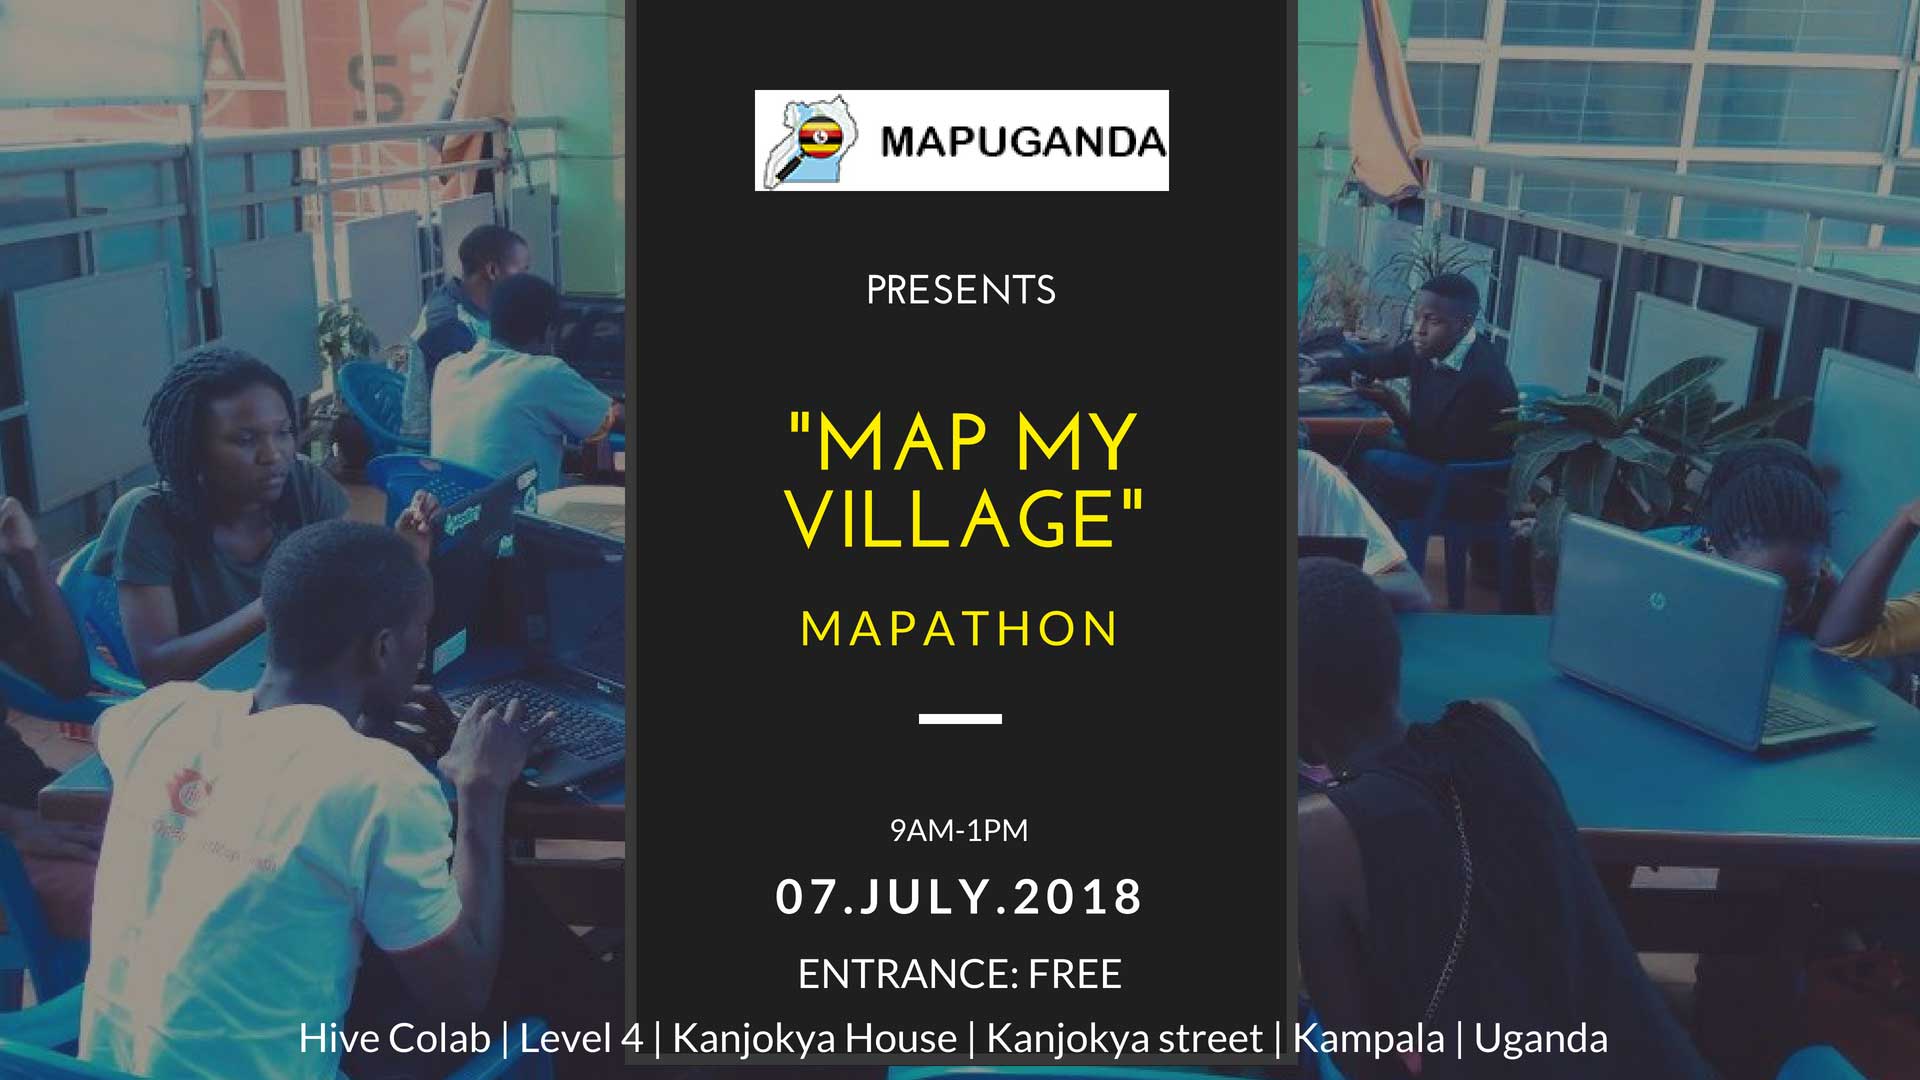 MAPUGANDA
PRESENTS
"MAP MY
VILLAGE"
MAPATHON
9AM-1PM
07.JULY.2018
ENTRANCE: FREE
Hive Colab | Level 4 | Kanjokya House | Kanjokya street | Kampala | Uganda
A
S
hp